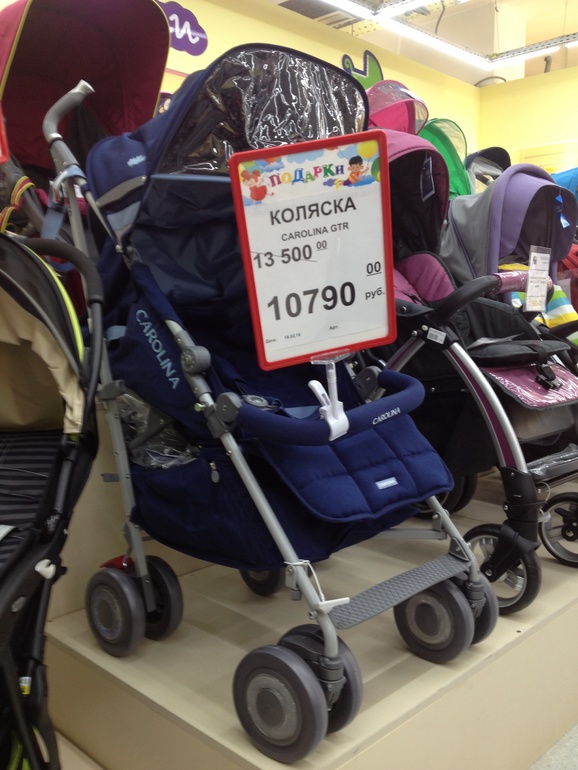 ПОДАРКИ
КОЛЯСКА
CAROLINA GTR
13 500 00
10790 00 руб.
CAROLINA
CAROLINA